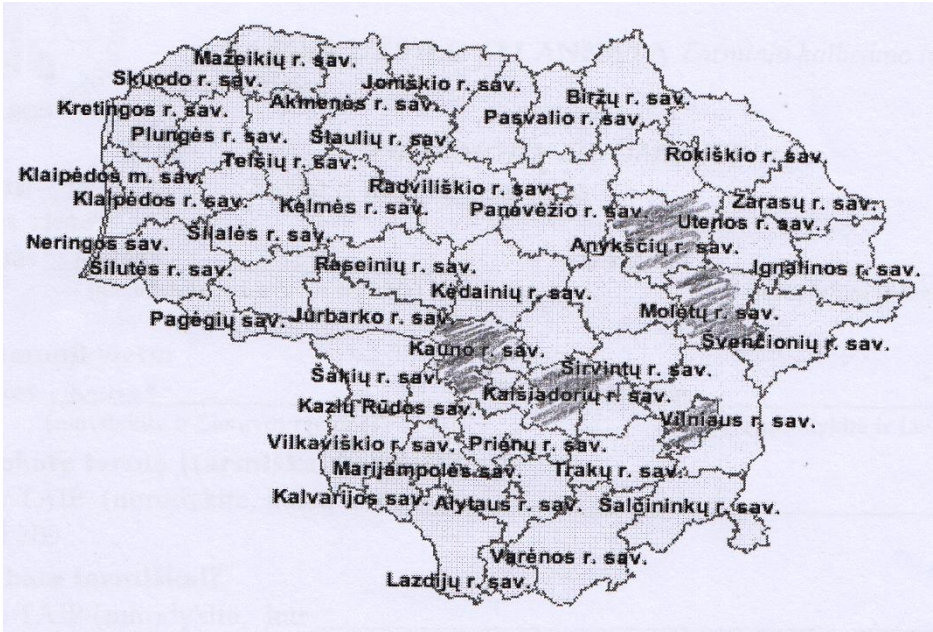 Mažeikių r. sav.
Skuodo r. sav.
Joniškio r. sav.
Akmenės r. sav.
Biržų r. sav.
Kretingos r. sav.
Pasvalio r. sav.
Plungės r. sav.
Šiaulių r. sav.
Telšių r. sav.
Rokiškio r. sav.
Klaipėdos m. sav.
Radviliškio r. sav.
Klaipėdos r. sav.
Kelmės r. sav.
Panevėžio r. sav.
Zarasų r. sav.
Utenos r. sav.
Šilalės r. sav.
Neringos sav.
Anykščių r. sav.
Šilutės r. sav.
Raseinių r. sav.
Ignalinos r. sav.
Kėdainių r. sav.
Pagėgių sav.
Jurbarko r. sav.
Molėtų r. sav.
Švenčionių r. sav.
Kauno r. sav.
Šakių r. sav.
Širvintų r. sav.
Kaišiadorių r. sav.
Kazlų Rūdos sav.
Vilniaus r. sav.
Vilkaviškio r. sav.
Prienų r. sav.
Marijampolės sav.
Trakų r. sav.
Kalvarijos sav.
Alytaus r. sav.
Šalčininkų r. sav.
Varėnos r. sav.
Lazdijų r. sav.